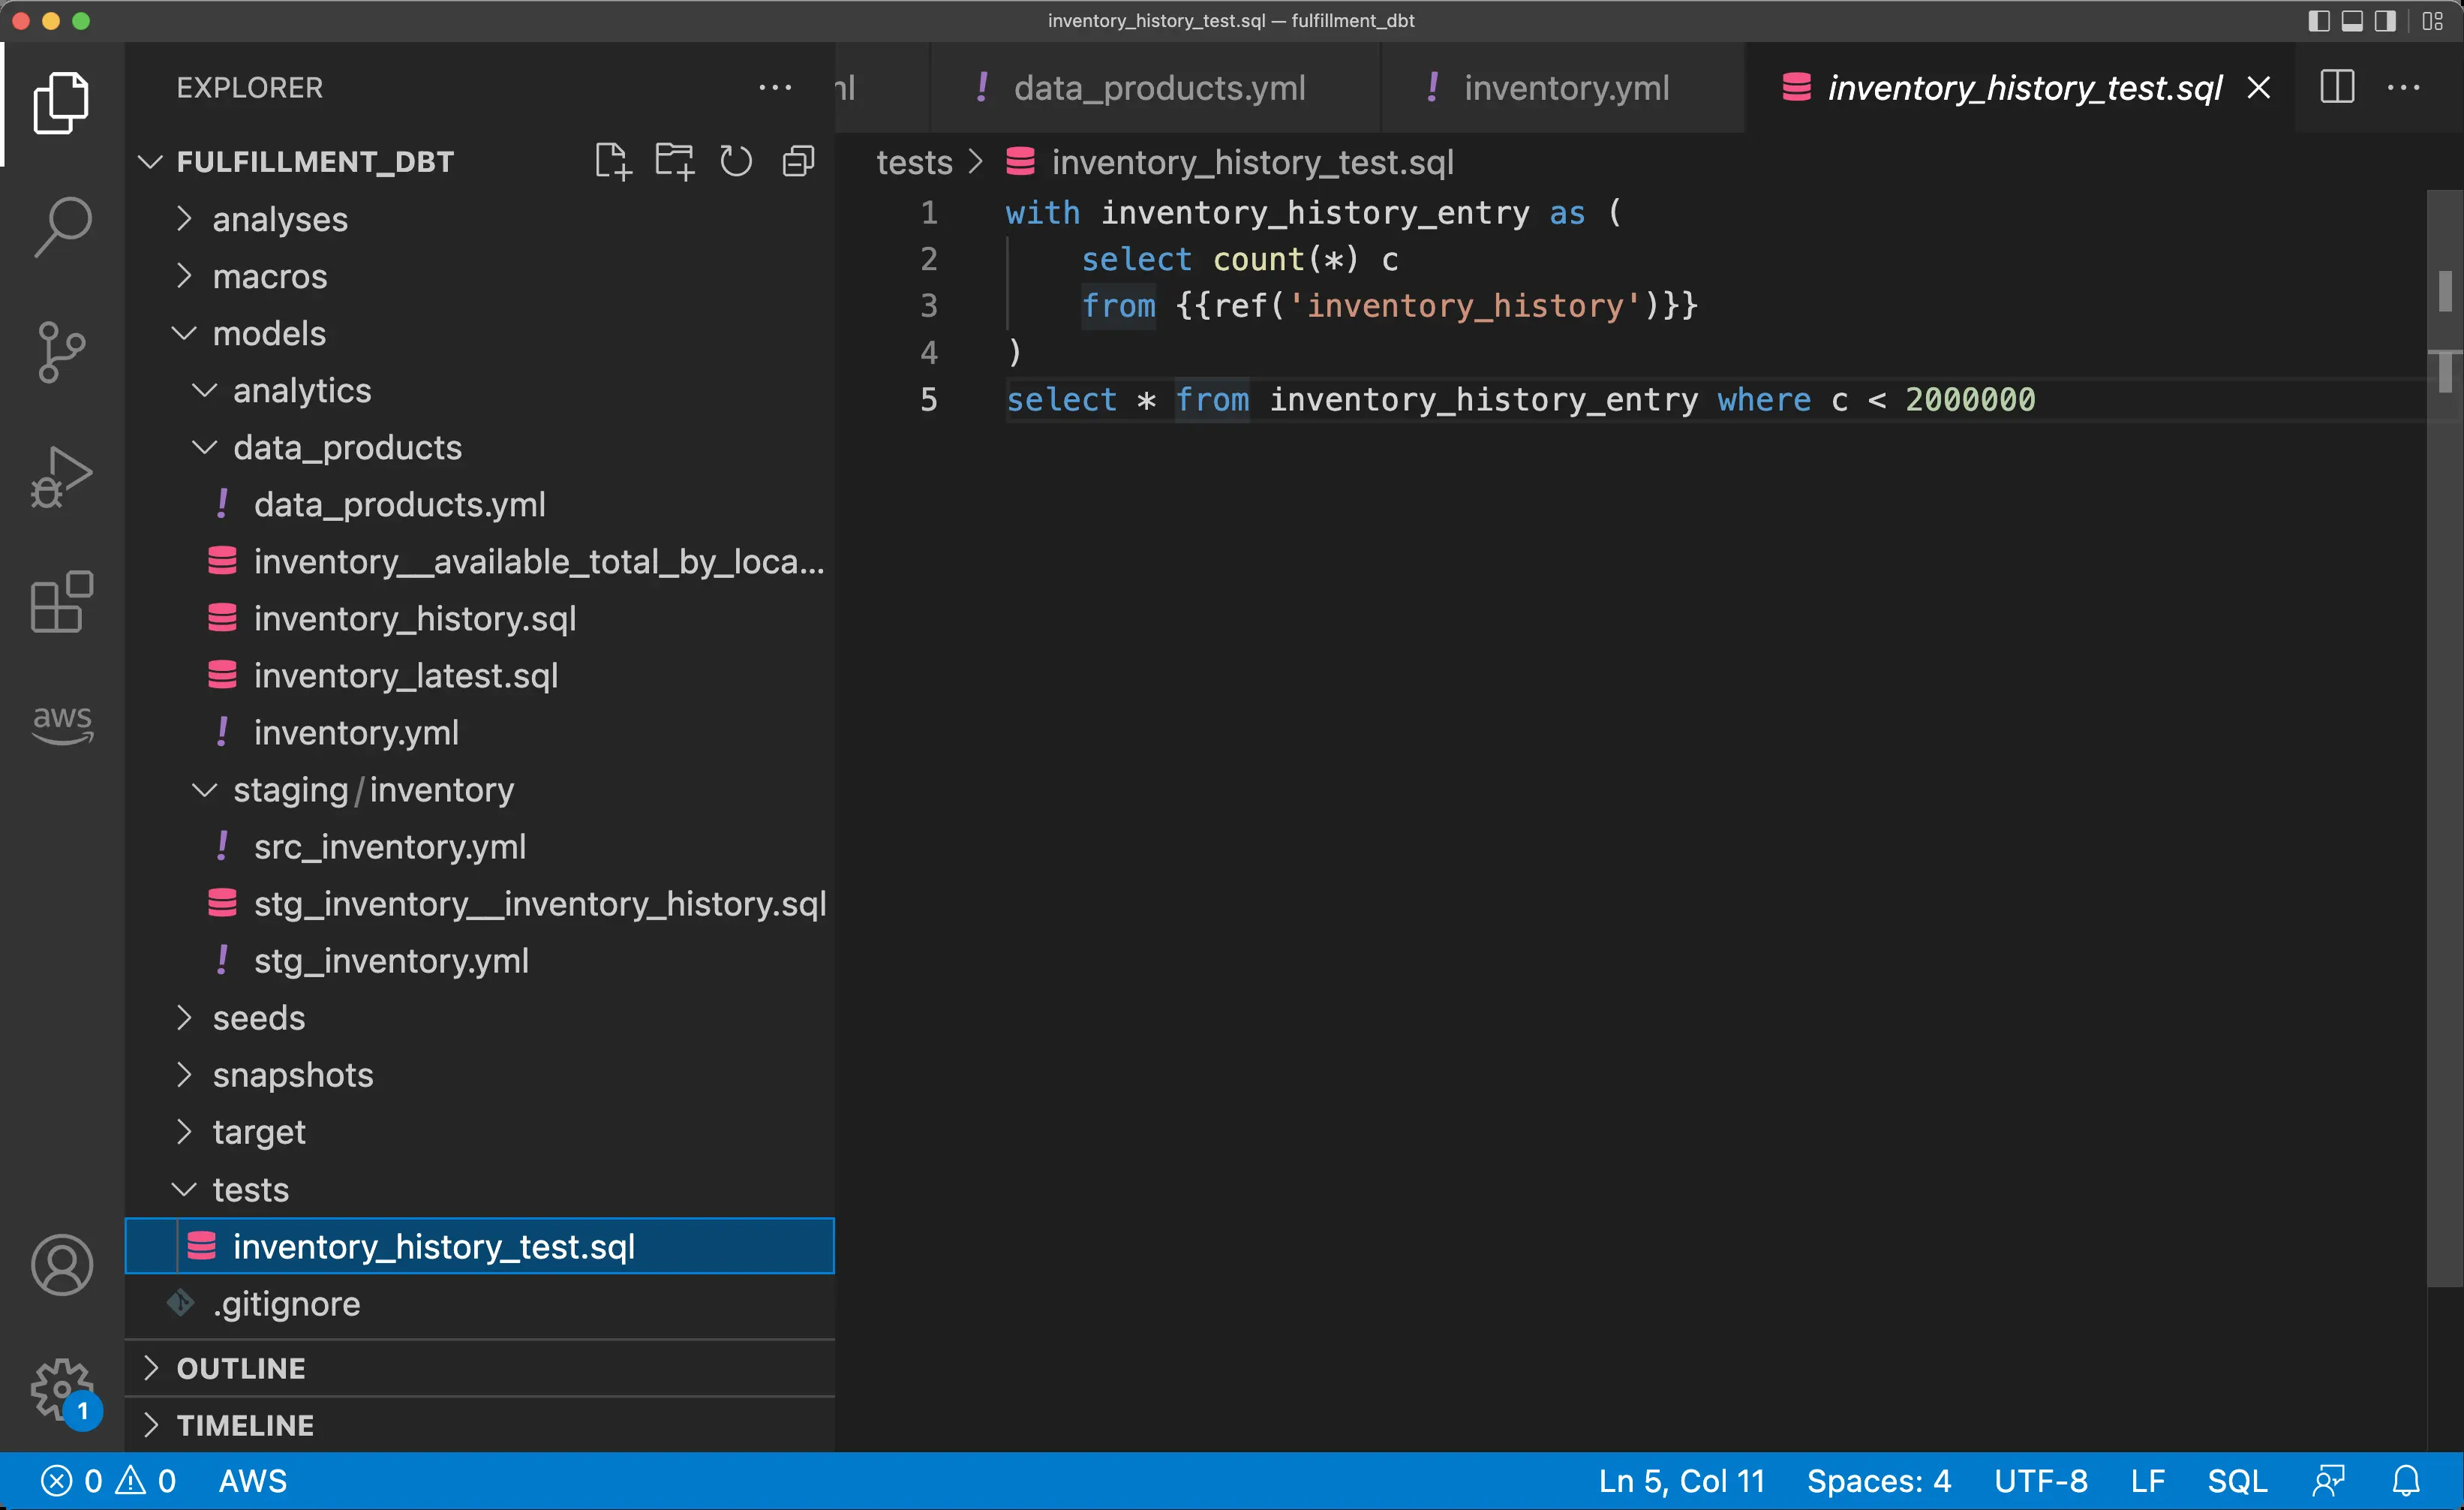 inventory_history_test.sql — fulfillment_dbt
EXPLORER
FULFILLMENT_DBT
analyses
macros
models
analytics
data_products
data_products.yml
inventory__available_total_by_loca...
inventory_history.sql
inventory_latest.sql
inventory.yml
staging/inventory
src_inventory.yml
stg_inventory__inventory_history.sql
stg_inventory.yml
seeds
snapshots
target
tests
inventory_history_test.sql
.gitignore
OUTLINE
TIMELINE
aws
1
data_products.yml
inventory.yml
inventory_history_test.sql
tests > inventory_history_test.sql
1 with inventory_history_entry as (
2 select count(*) c
3 from {{ref('inventory_history')}}
4 )
5 select * from inventory_history_entry where c < 2000000
0 0 AWS
Ln 5, Col 11 Spaces: 4 UTF-8 LF SQL